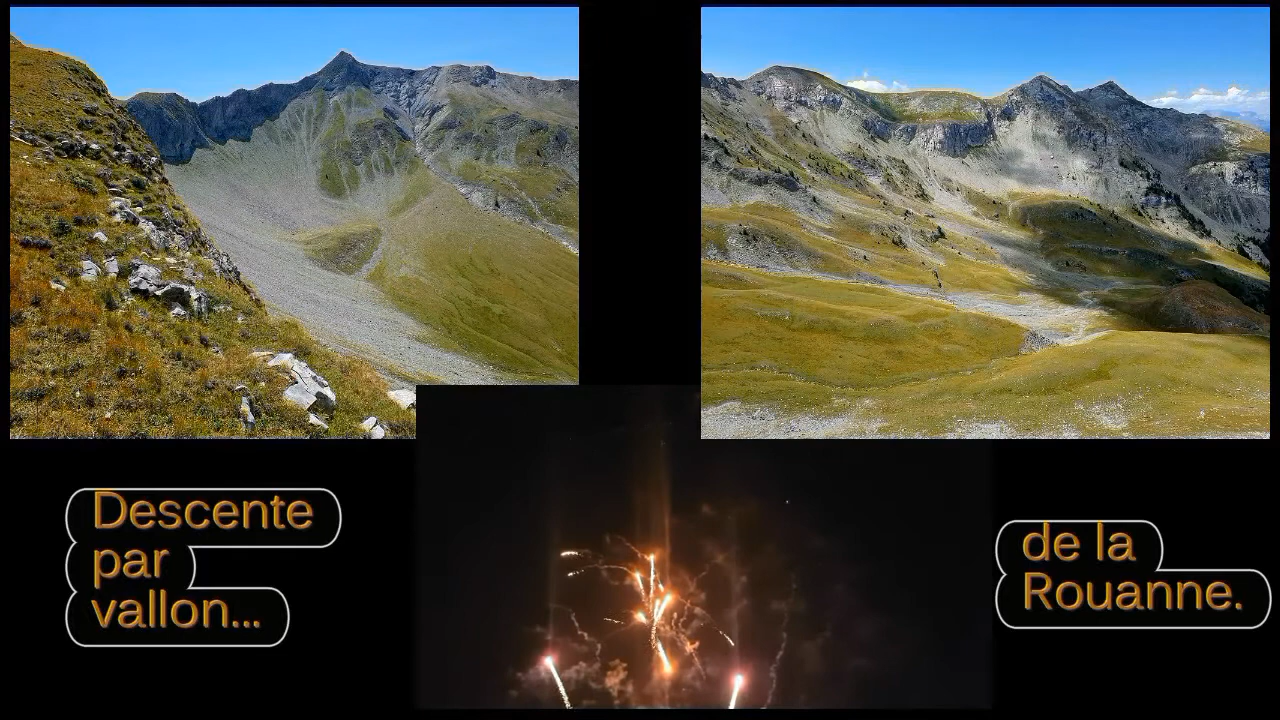 Descente
par
vallon...
de la
Rouanne.